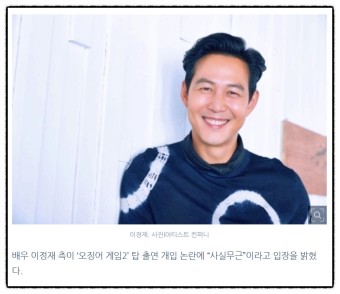 이정재, 사진|아티스트 컴퍼니
배우 이정재 측이 '오징어 게임2' 탑 출연 개입 논란에 "사실무근"이라고 입장을 밝혔
다.